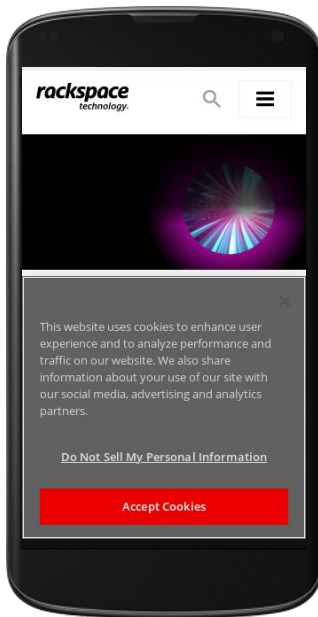 rackspace
technology.
This website uses cookies to enhance user
experience and to analyze performance and
traffic on our website. We also share
information about your use of our site with
our social media, advertising and analytics
partners.
Do Not Sell My Personal Information
Accept Cookies